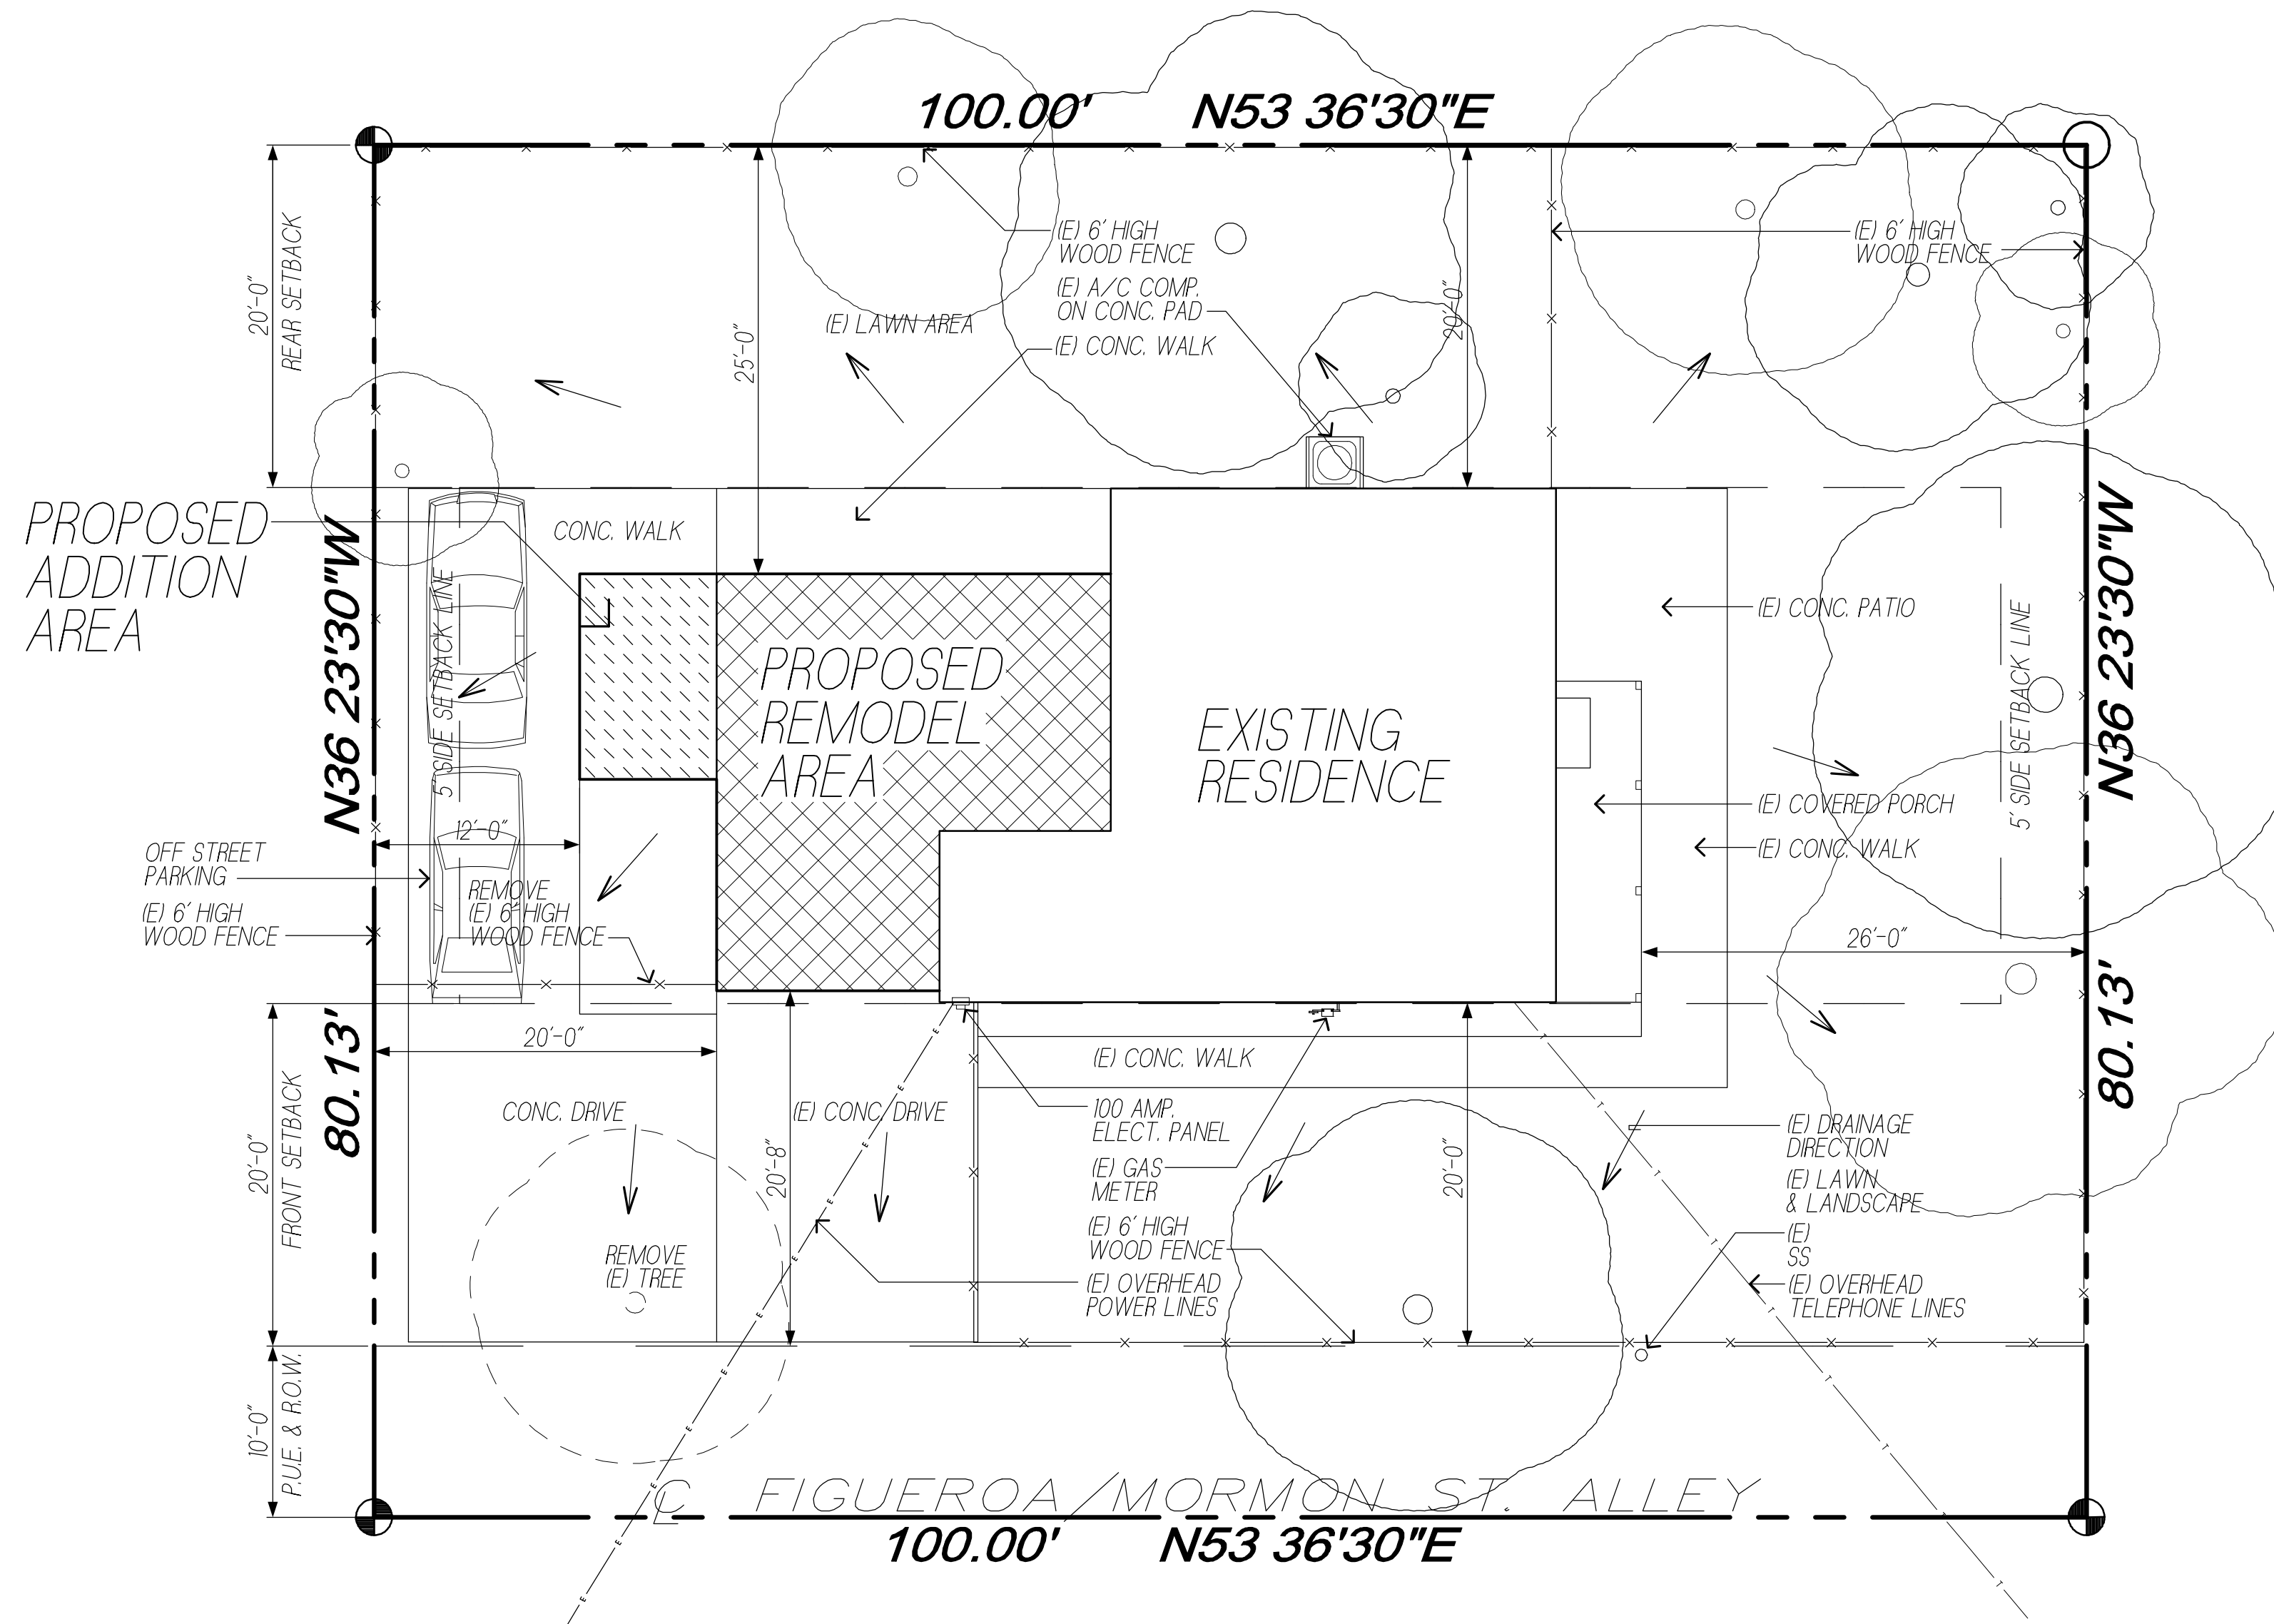 100.00' N53 36'30"E
20'-0"
REAR SETBACK
25'-0"
20'-0"
(E) 6' HIGH
WOOD FENCE
(E) A/C COMP.
ON CONC. PAD
(E) CONC. WALK
(E) LAWN AREA
(E) 6' HIGH
WOOD FENCE
PROPOSED
ADDITION
AREA
N36 23'30"W
80.13'
5' SIDE SETBACK LINE
CONC. WALK
PROPOSED
REMODEL
AREA
EXISTING
RESIDENCE
(E) CONC. PATIO
(E) COVERED PORCH
(E) CONC. WALK
5' SIDE SETBACK LINE
N36 23'30"W
80.13'
12'-0"
OFF STREET
PARKING
(E) 6' HIGH
WOOD FENCE
REMOVE
(E) 6' HIGH
WOOD FENCE
26'-0"
20'-0"
20'-0"
FRONT SETBACK
CONC. DRIVE
(E) CONC. DRIVE
20'-8"
REMOVE
(E) TREE
(E) CONC. WALK
100 AMP.
ELECT. PANEL
(E) GAS
METER
(E) 6' HIGH
WOOD FENCE
(E) OVERHEAD
POWER LINES
20'-0"
(E) DRAINAGE
DIRECTION
(E) LAWN
& LANDSCAPE
(E)
SS
(E) OVERHEAD
TELEPHONE LINES
10'-0"
P.U.E. & R.O.W.
E E E E E E E E E
T T T T T T T
℄ FIGUEROA/MORMON ST. ALLEY
100.00' N53 36'30"E